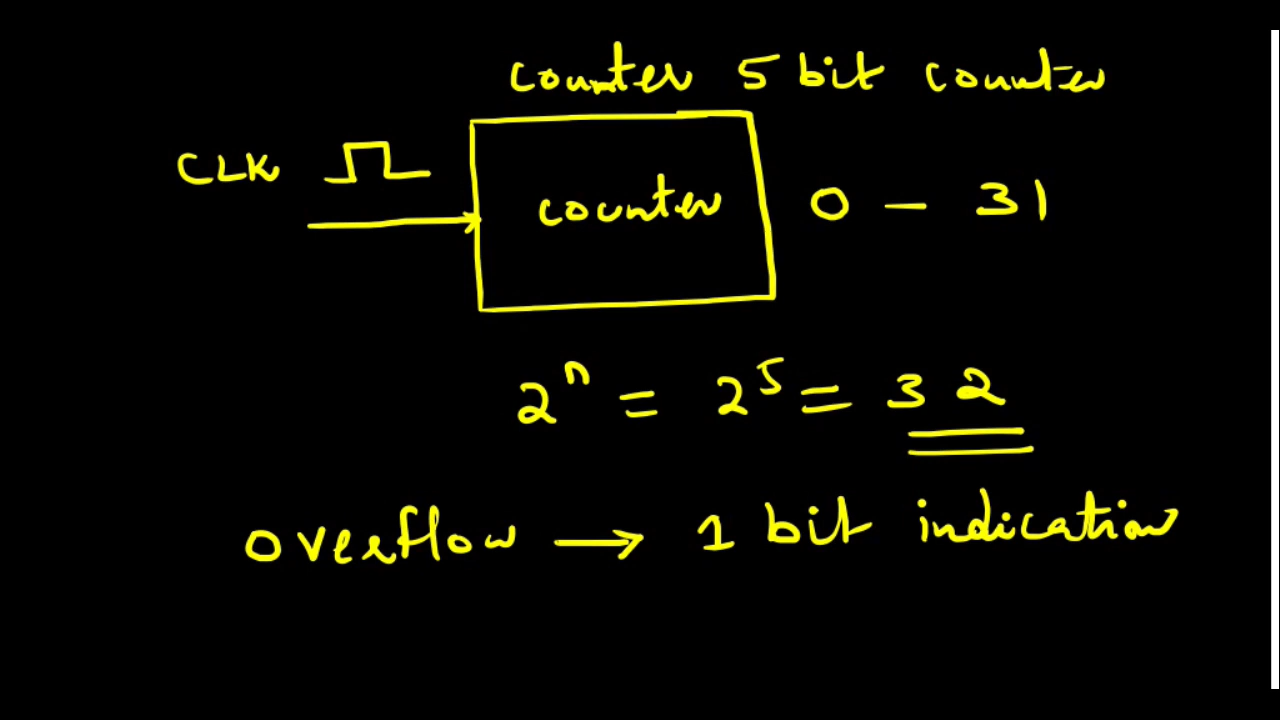 counter 5 bit counter
CLK
counter
0 - 31
2ⁿ = 2⁵ = 32
overflow → 1 bit indication